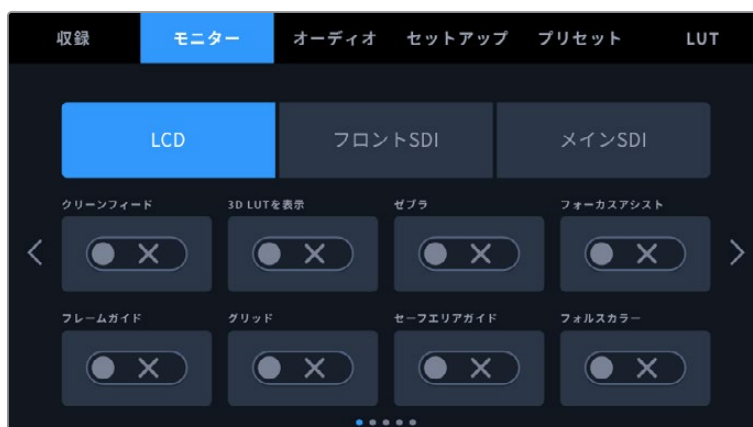 収録 モニター オーディオ セットアップ プリセット LUT
LCD フロントSDI メインSDI
クリーンフィード 3D LUTを表示 ゼブラ フォーカスアシスト
フレームガイド グリッド セーフエリアガイド フォルスカラー